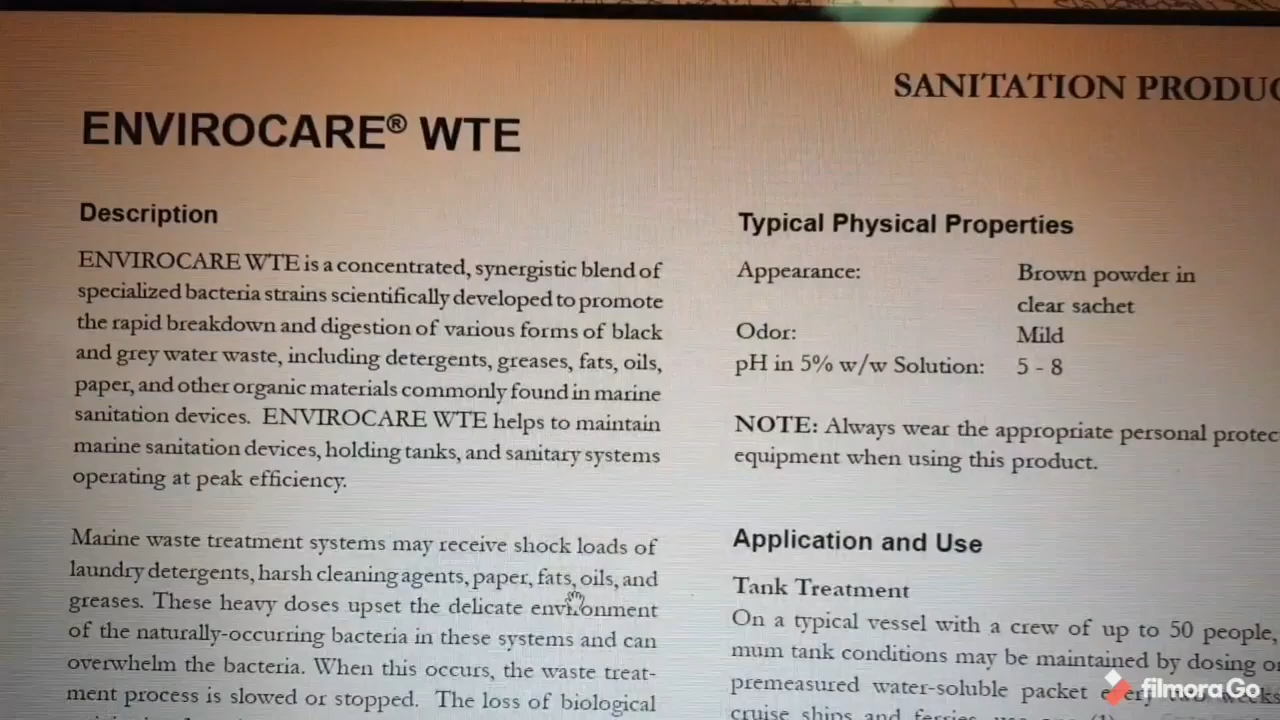 SANITATION PRODUC
ENVIROCARE® WTE
Description
ENVIROCARE WTE is a concentrated, synergistic blend of
specialized bacteria strains scientifically developed to promote
the rapid breakdown and digestion of various forms of black
and grey water waste, including detergents, greases, fats, oils,
paper, and other organic materials commonly found in marine
sanitation devices. ENVIROCARE WTE helps to maintain
marine sanitation devices, holding tanks, and sanitary systems
operating at peak efficiency.
Marine waste treatment systems may receive shock loads of
laundry detergents, harsh cleaning agents, paper, fats, oils, and
greases. These heavy doses upset the delicate environment
of the naturally-occurring bacteria in these systems and can
overwhelm the bacteria. When this occurs, the waste treat-
ment process is slowed or stopped. The loss of biological
Typical Physical Properties
Appearance: Brown powder in
clear sachet
Odor: Mild
pH in 5% w/w Solution: 5 - 8
NOTE: Always wear the appropriate personal protec
equipment when using this product.
Application and Use
Tank Treatment
On a typical vessel with a crew of up to 50 people,
mum tank conditions may be maintained by dosing o
premeasured water-soluble packet every two weeks
cruise ships and ferries
filmora Go